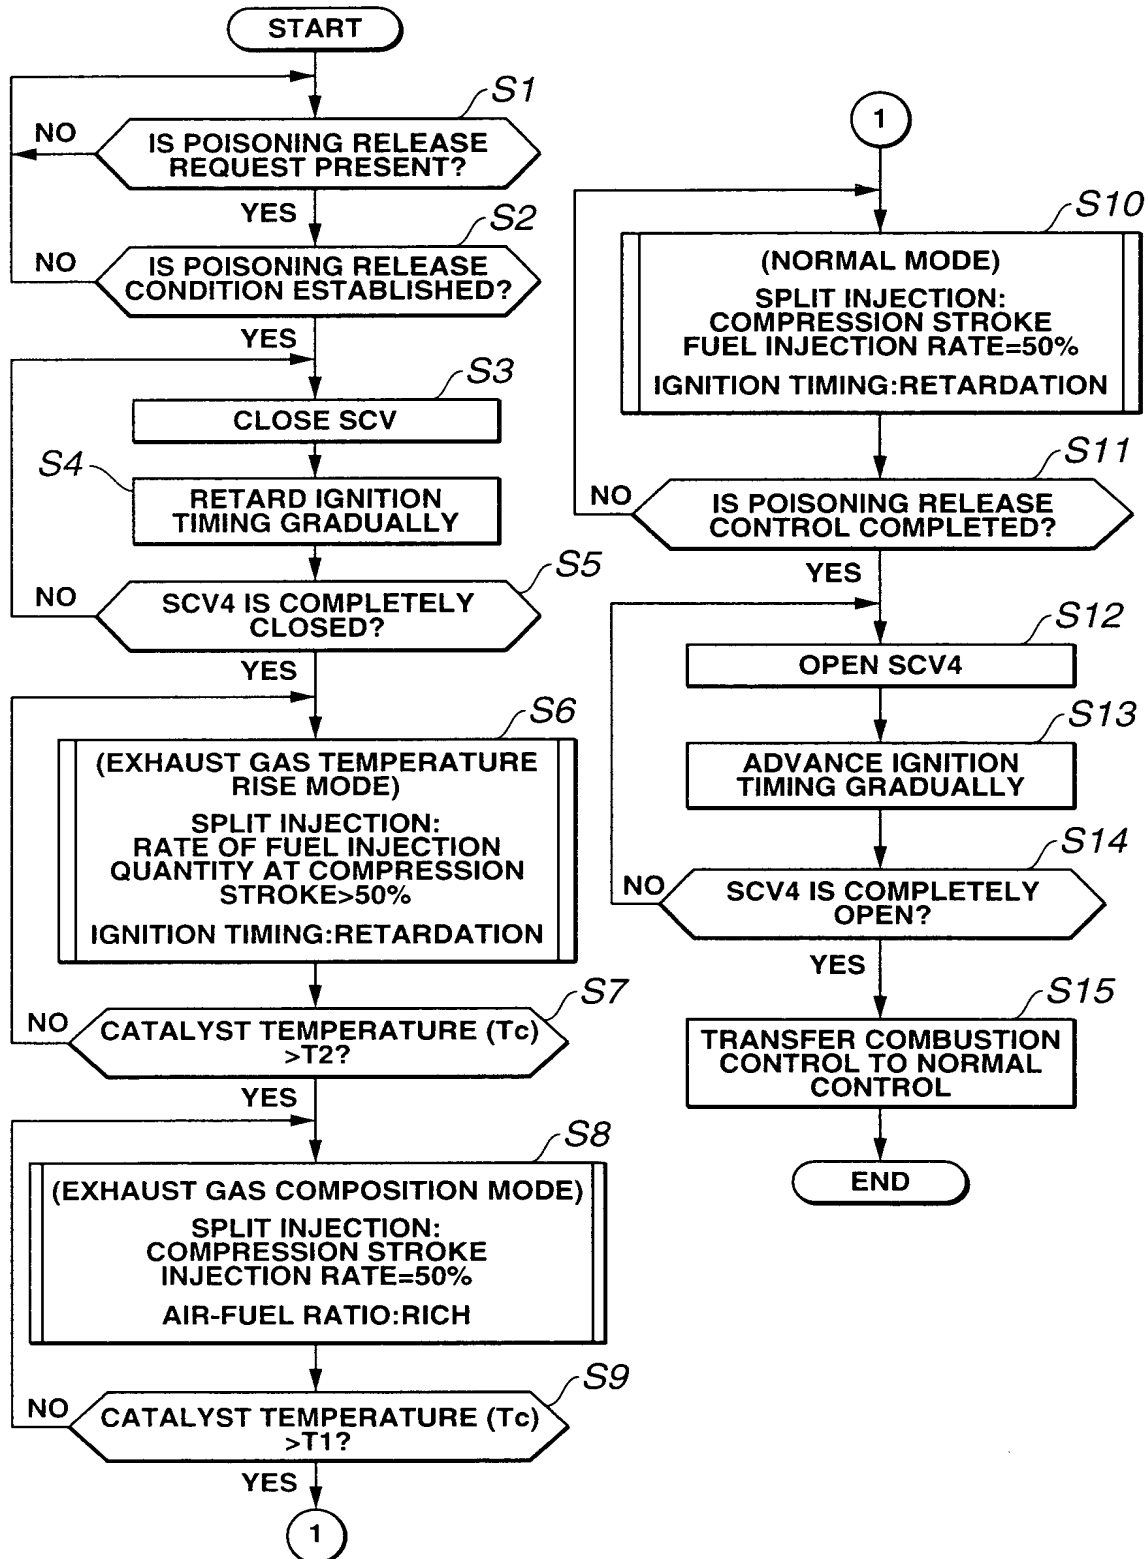 START
S1
NO
IS POISONING RELEASE
REQUEST PRESENT?
YES
S2
NO
IS POISONING RELEASE
CONDITION ESTABLISHED?
YES
S3
CLOSE SCV
S4
RETARD IGNITION
TIMING GRADUALLY
S5
NO
SCV4 IS COMPLETELY
CLOSED?
YES
S6
(EXHAUST GAS TEMPERATURE
RISE MODE)
SPLIT INJECTION:
RATE OF FUEL INJECTION
QUANTITY AT COMPRESSION
STROKE>50%
IGNITION TIMING:RETARDATION
S7
NO
CATALYST TEMPERATURE (Tc)
>T2?
YES
S8
(EXHAUST GAS COMPOSITION MODE)
SPLIT INJECTION:
COMPRESSION STROKE
INJECTION RATE=50%
AIR-FUEL RATIO:RICH
S9
NO
CATALYST TEMPERATURE (Tc)
>T1?
YES
1
1
S10
(NORMAL MODE)
SPLIT INJECTION:
COMPRESSION STROKE
FUEL INJECTION RATE=50%
IGNITION TIMING:RETARDATION
S11
NO
IS POISONING RELEASE
CONTROL COMPLETED?
YES
S12
OPEN SCV4
S13
ADVANCE IGNITION
TIMING GRADUALLY
S14
NO
SCV4 IS COMPLETELY
OPEN?
YES
S15
TRANSFER COMBUSTION
CONTROL TO NORMAL
CONTROL
END